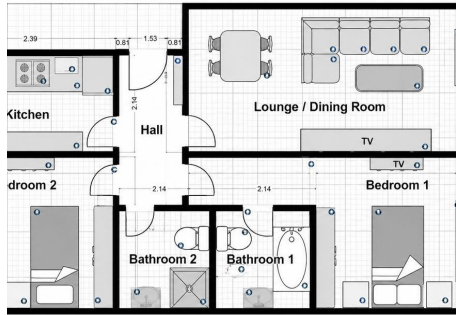 0.81 1.53 0.81
2.39
2.14
Lounge / Dining Room
Kitchen
Hall
TV
TV
droom 2
2.14 2.14
Bedroom 1
Bathroom 2
Bathroom 1